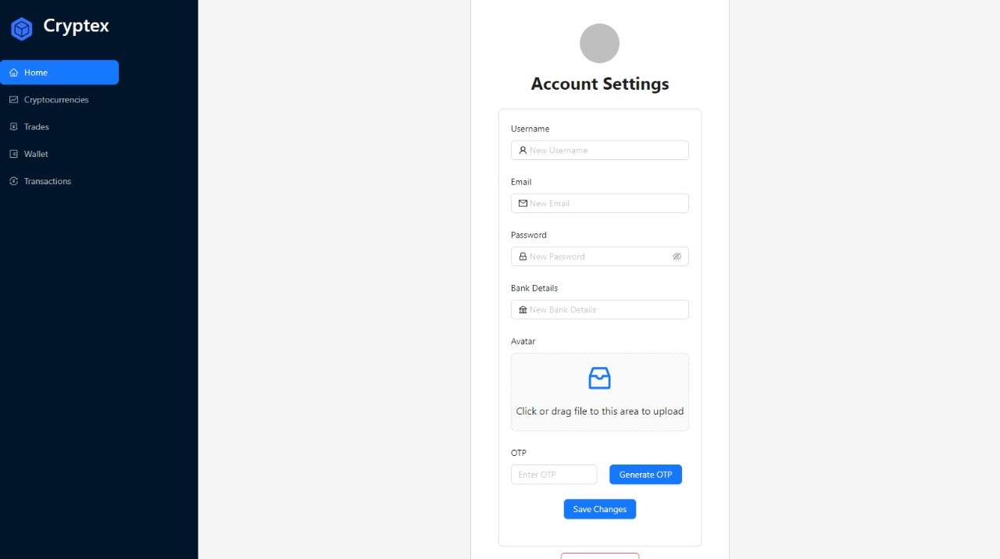 Cryptex
Home
Cryptocurrencies
Trades
Wallet
Transactions
Account Settings
Username
New Username
Email
New Email
Password
New Password
Bank Details
New Bank Details
Avatar
Click or drag file to this area to upload
OTP
Enter OTP
Generate OTP
Save Changes